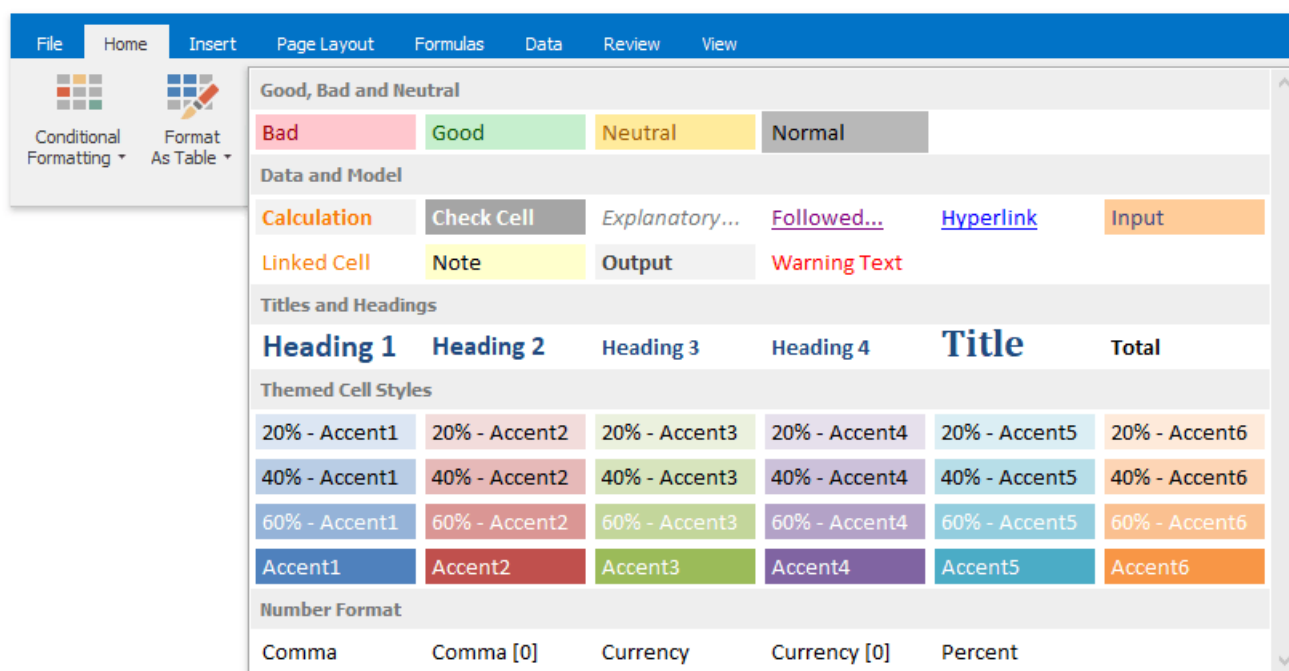 File Home Insert Page Layout Formulas Data Review View
Conditional Formatting
Format As Table
Good, Bad and Neutral
Bad Good Neutral Normal
Data and Model
Calculation Check Cell Explanatory... Followed... Hyperlink Input
Linked Cell Note Output Warning Text
Titles and Headings
Heading 1 Heading 2 Heading 3 Heading 4 Title Total
Themed Cell Styles
20% - Accent1 20% - Accent2 20% - Accent3 20% - Accent4 20% - Accent5 20% - Accent6
40% - Accent1 40% - Accent2 40% - Accent3 40% - Accent4 40% - Accent5 40% - Accent6
60% - Accent1 60% - Accent2 60% - Accent3 60% - Accent4 60% - Accent5 60% - Accent6
Accent1 Accent2 Accent3 Accent4 Accent5 Accent6
Number Format
Comma Comma [0] Currency Currency [0] Percent